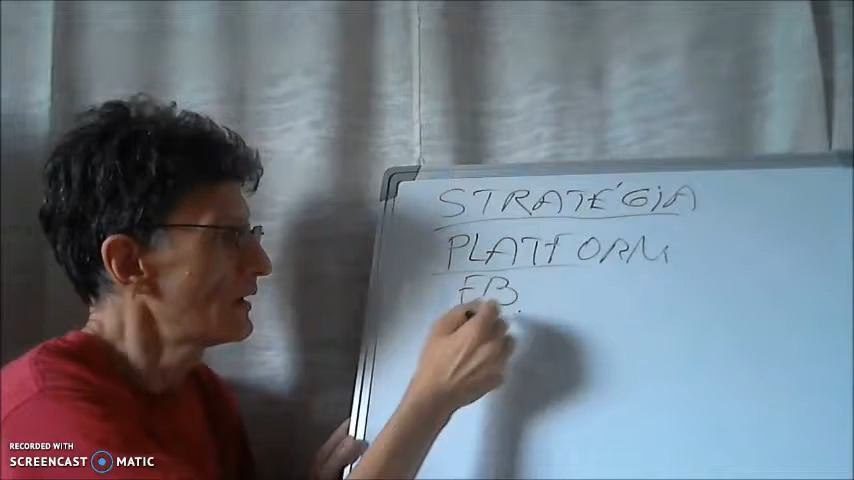 STRATÉGIA
PLATFORM
FB
RECORDED WITH
SCREENCAST MATIC